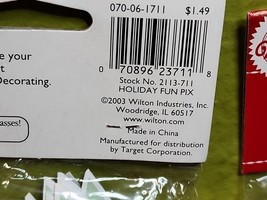 070-06-1711 $1.49
e your
t
Decorating.
0 70896 23711 8
Stock No. 2113-711
HOLIDAY FUN PIX
©2003 Wilton Industries, Inc.
Woodridge, IL 60517
www.wilton.com
asses!
Made in China
Manufactured for distribution
by Target Corporation.